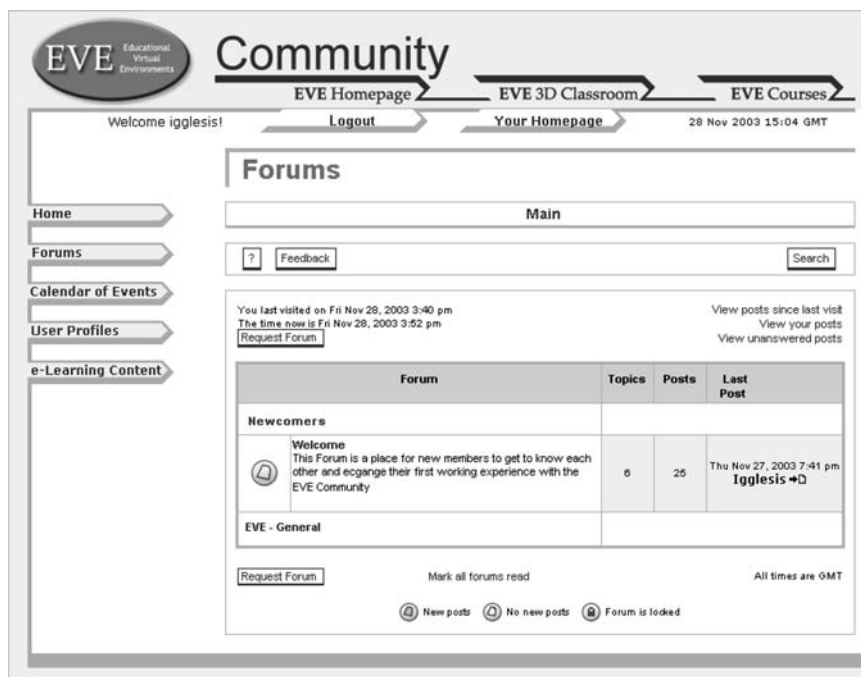 EVE Educational Virtual Environments
Community
EVE Homepage EVE 3D Classroom EVE Courses
Welcome igglesis! Logout Your Homepage 28 Nov 2003 15:04 GMT
Forums
Home
Main
Forums
? Feedback Search
Calendar of Events
User Profiles
e-Learning Content
You last visited on Fri Nov 28, 2003 3:40 pm
The time now is Fri Nov 28, 2003 3:52 pm
Request Forum
View posts since last visit
View your posts
View unanswered posts
Forum Topics Posts Last Post
Newcomers
Welcome
This Forum is a place for new members to get to know each
other and ecgange their first working experience with the
EVE Community
6 25 Thu Nov 27, 2003 7:41 pm
Igglesis
EVE - General
Request Forum Mark all forums read All times are GMT
New posts No new posts Forum is locked